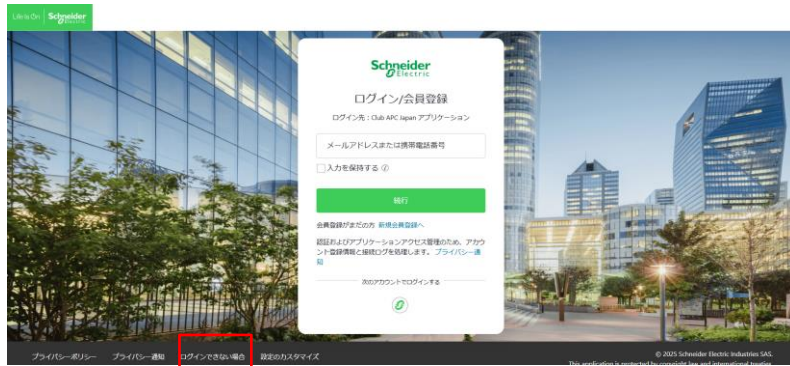 Life Is On | Schneider Electric
Schneider Electric
ログイン/会員登録
ログイン先：Club APC Japan アプリケーション
メールアドレスまたは携帯電話番号
入力を保持する
続行
会員登録がまだの方 新規会員登録へ
認証およびアプリケーションアクセス管理のため、アカウ
ント登録情報と接続ログを処理します。 プライバシー通
知
次のアカウントでログインする
プライバシーポリシー プライバシー通知 ログインできない場合 設定のカスタマイズ
© 2025 Schneider Electric Industries SAS.
This application is protected by copyright law and international treaties.